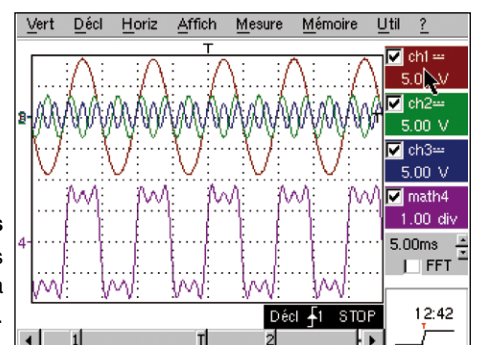 Vert Décl Horiz Affich Mesure Mémoire Util ?
T
ch1
5.00 V
ch2
5.00 V
ch3
5.00 V
math4
1.00 div
4
5.00ms
FFT
Décl 1 STOP
12:42
1 T 2
s
s
a
.